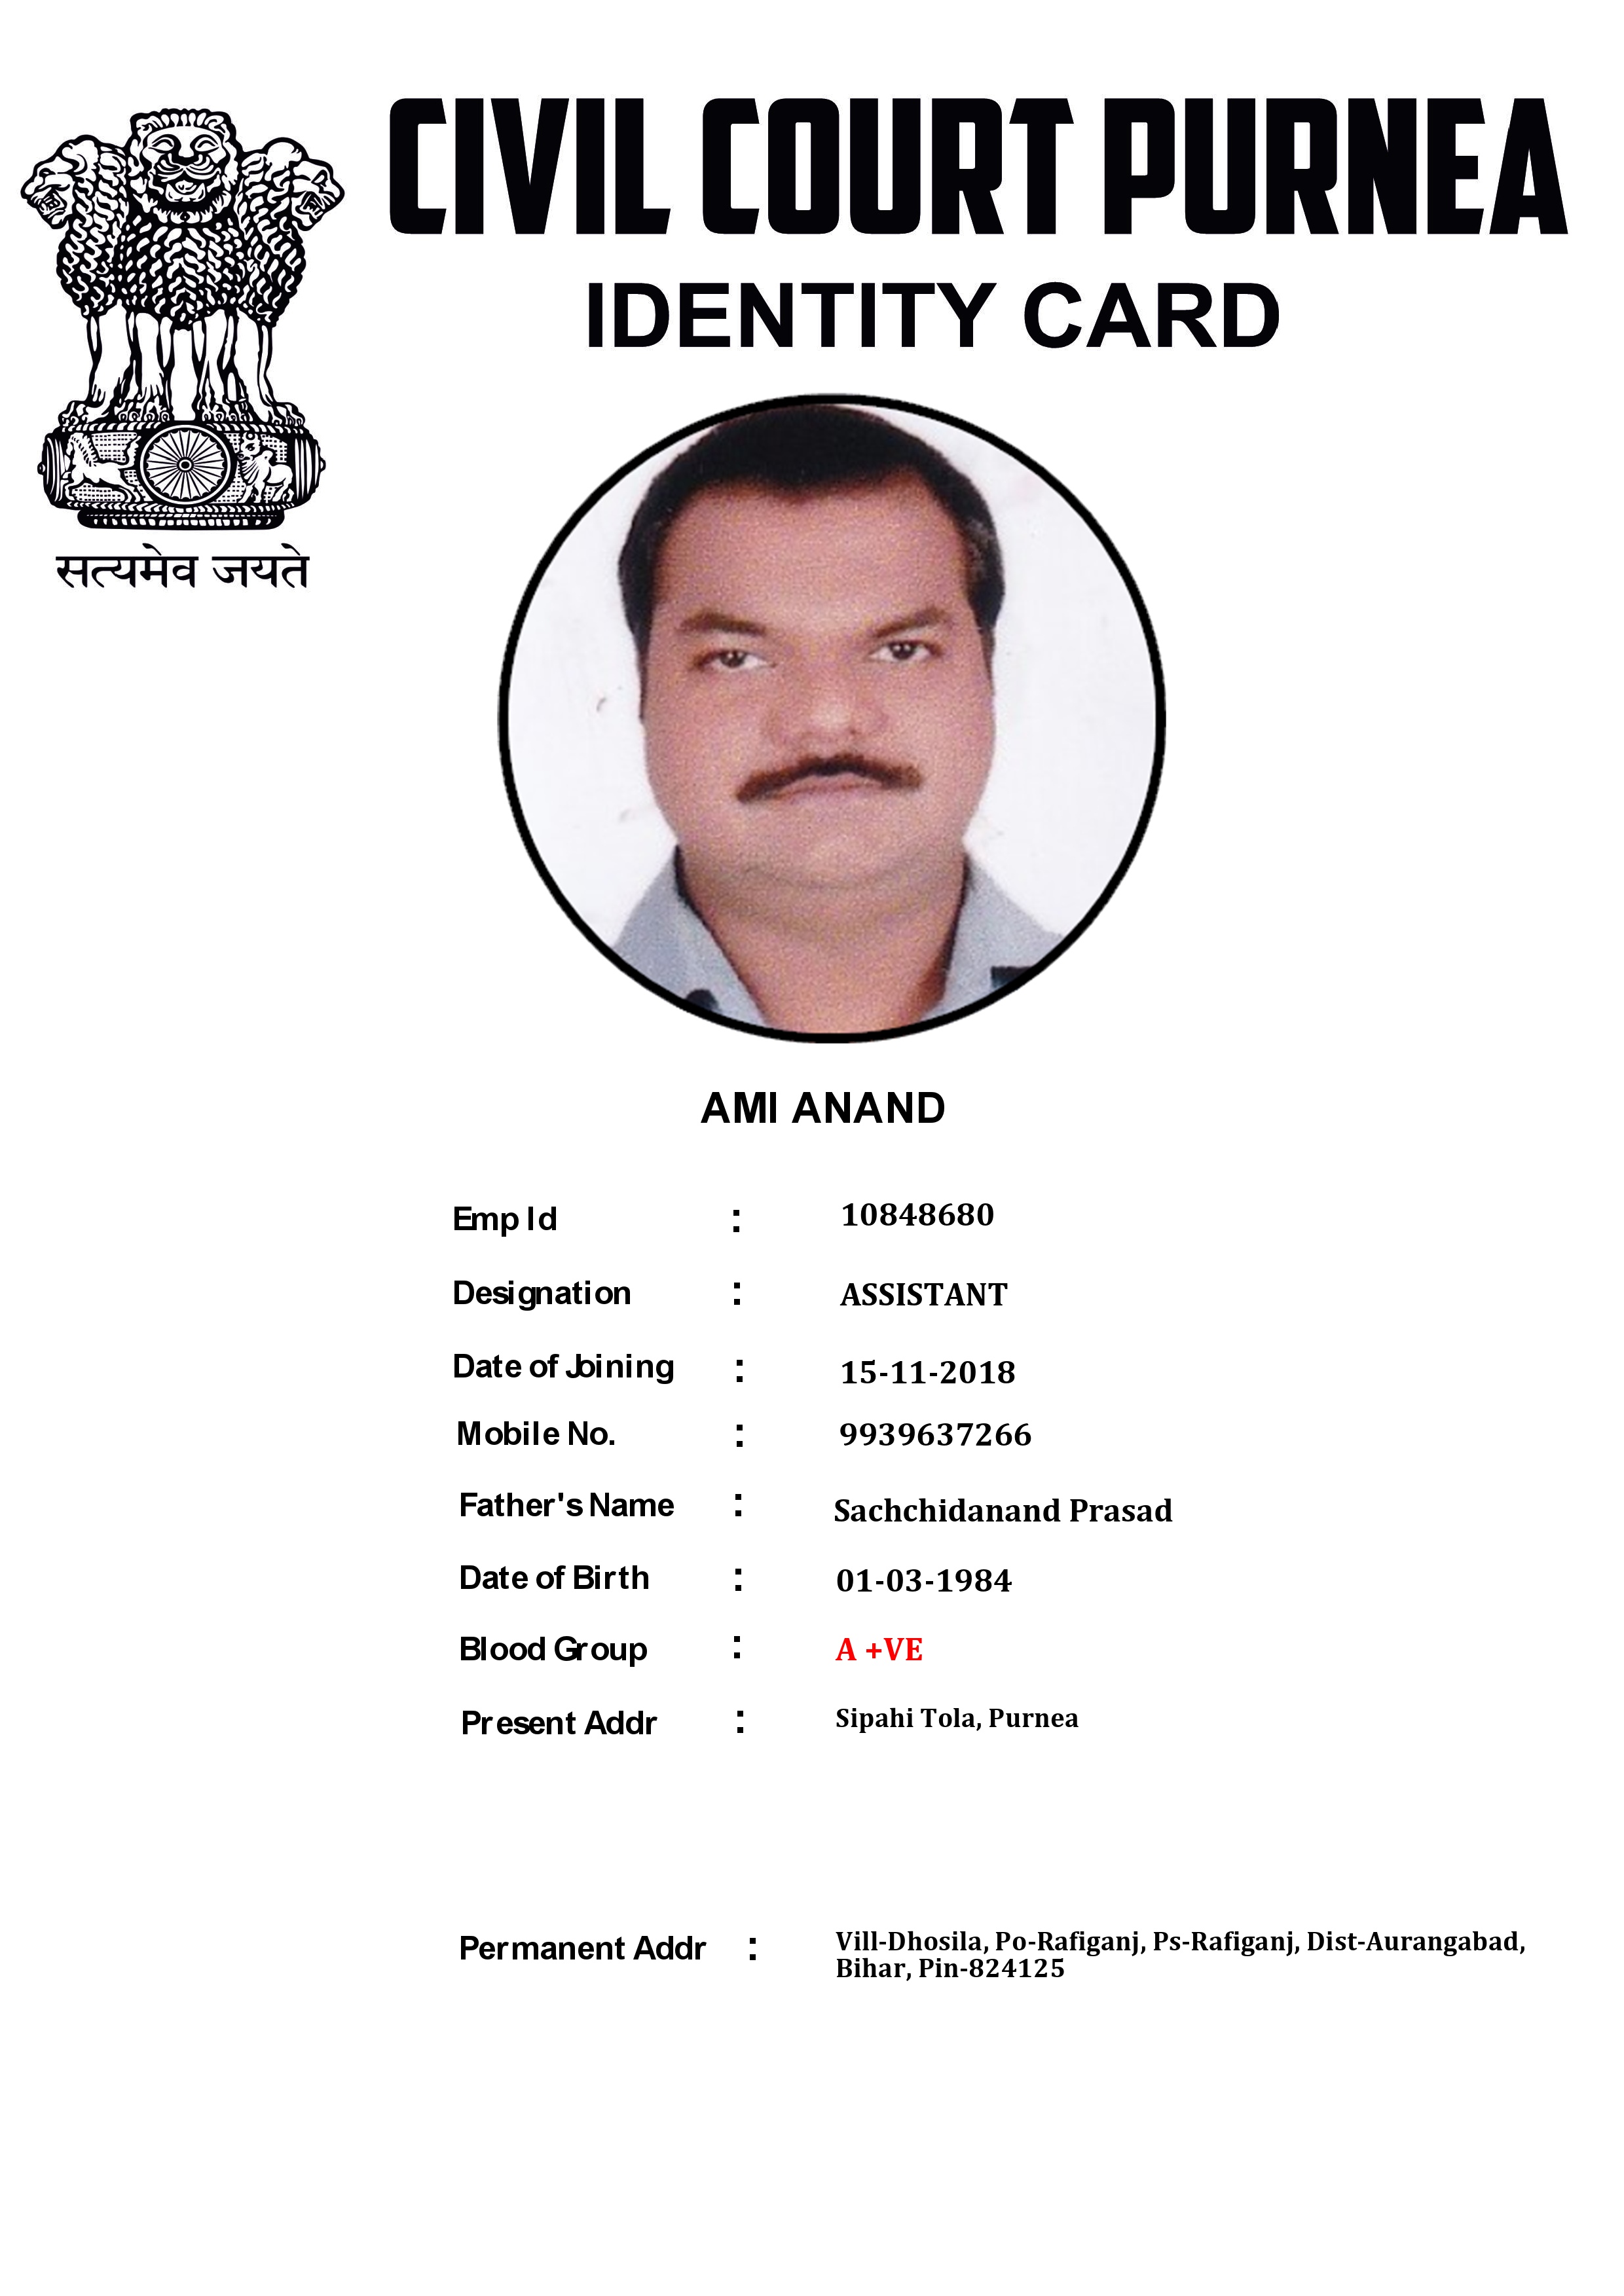 CIVIL COURT PURNEA
IDENTITY CARD
सत्यमेव जयते
AMI ANAND
Emp Id : 10848680
Designation : ASSISTANT
Date of Joining : 15-11-2018
Mobile No. : 9939637266
Father's Name : Sachchidanand Prasad
Date of Birth : 01-03-1984
Blood Group : A +VE
Present Addr : Sipahi Tola, Purnea
Permanent Addr : Vill-Dhosila, Po-Rafiganj, Ps-Rafiganj, Dist-Aurangabad,
Bihar, Pin-824125